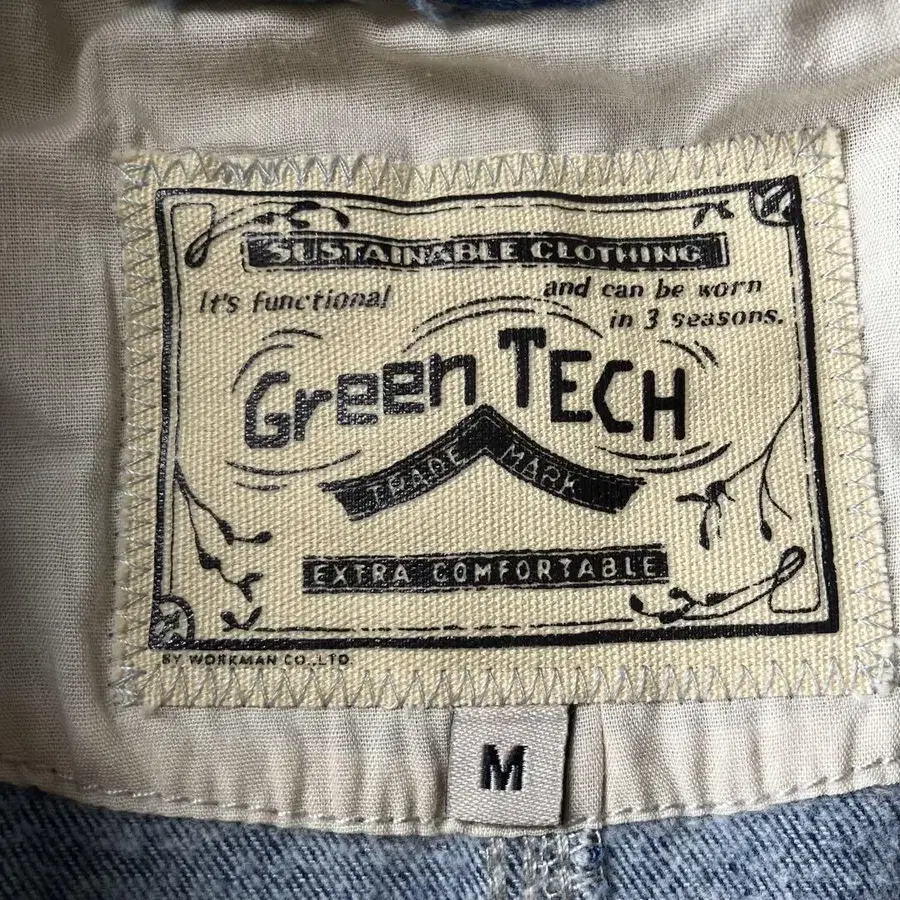 SUSTAINABLE CLOTHING
It's functional
and can be worn
in 3 seasons.
Green TECH
TRADE MARK
EXTRA COMFORTABLE
BY WORKMAN CO.,LTD.
M